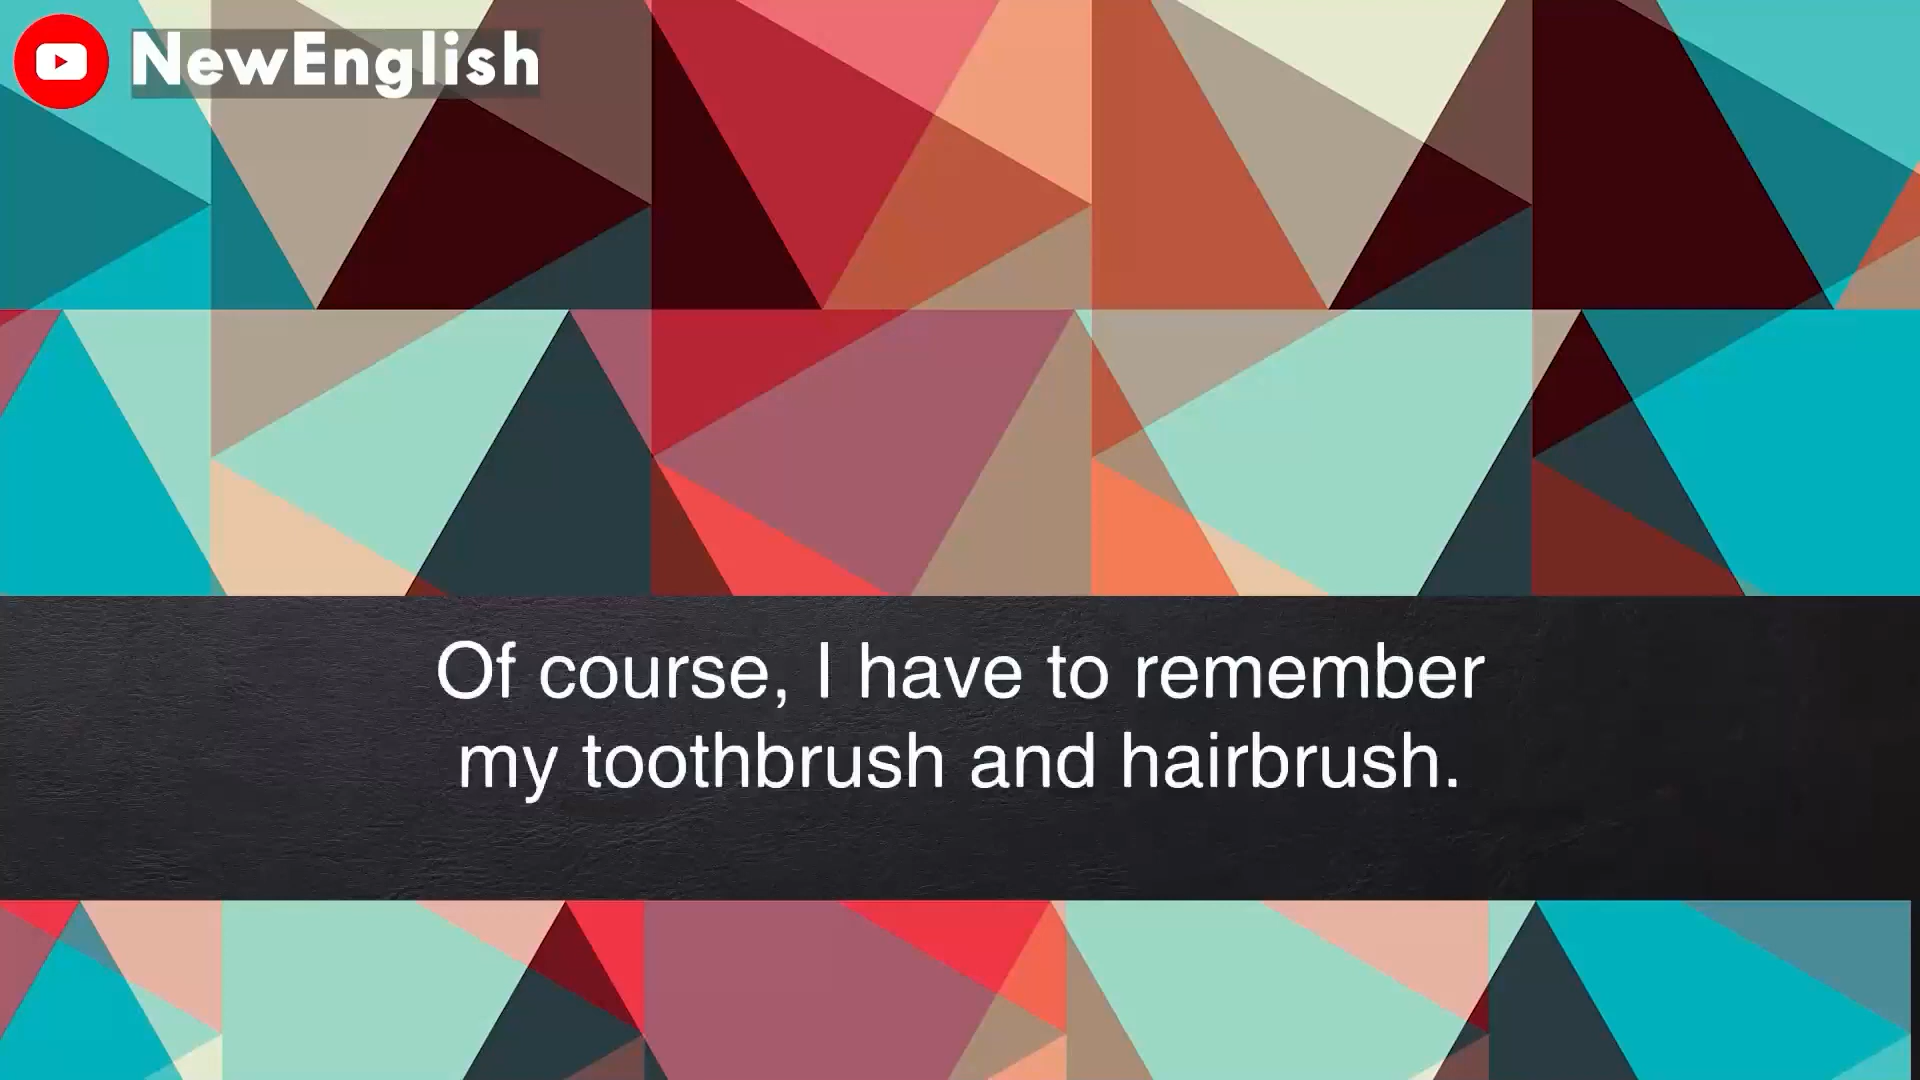 NewEnglish
Of course, I have to remember
my toothbrush and hairbrush.